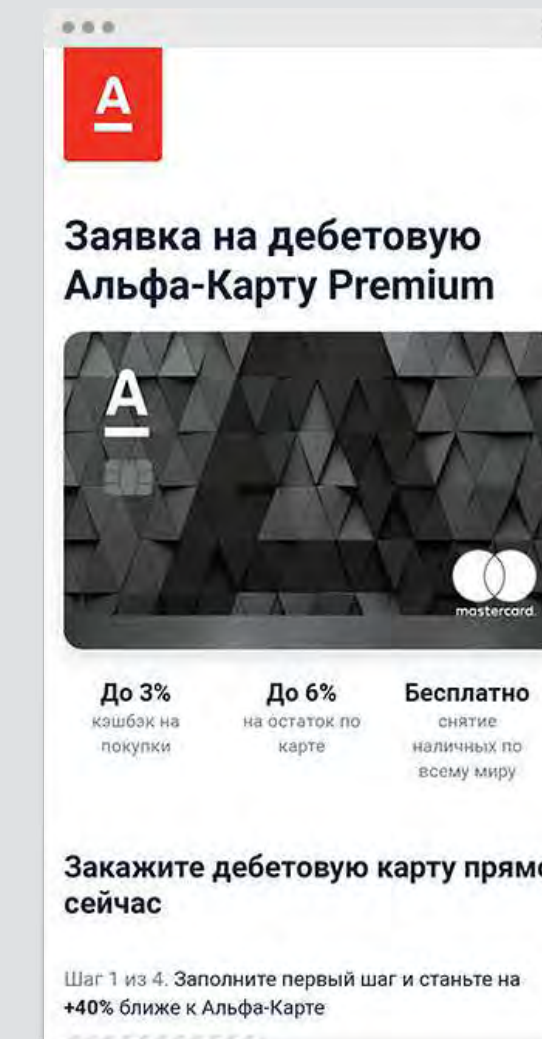 А
Заявка на дебетовую
Альфа-Карту Premium
А
mastercard.
До 3%
кэшбэк на
покупки
До 6%
на остаток по
карте
Бесплатно
снятие
наличных по
всему миру
Закажите дебетовую карту
сейчас
Шаг 1 из 4. Заполните первый шаг и станьте на
+40% ближе к Альфа-Карте